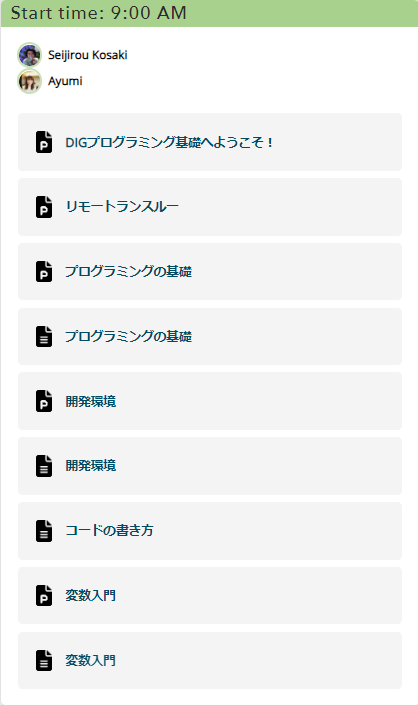 Start time: 9:00 AM
Seijirou Kosaki
Ayumi
DIGプログラミング基礎へようこそ！
リモートランスルー
プログラミングの基礎
プログラミングの基礎
開発環境
開発環境
コードの書き方
変数入門
変数入門